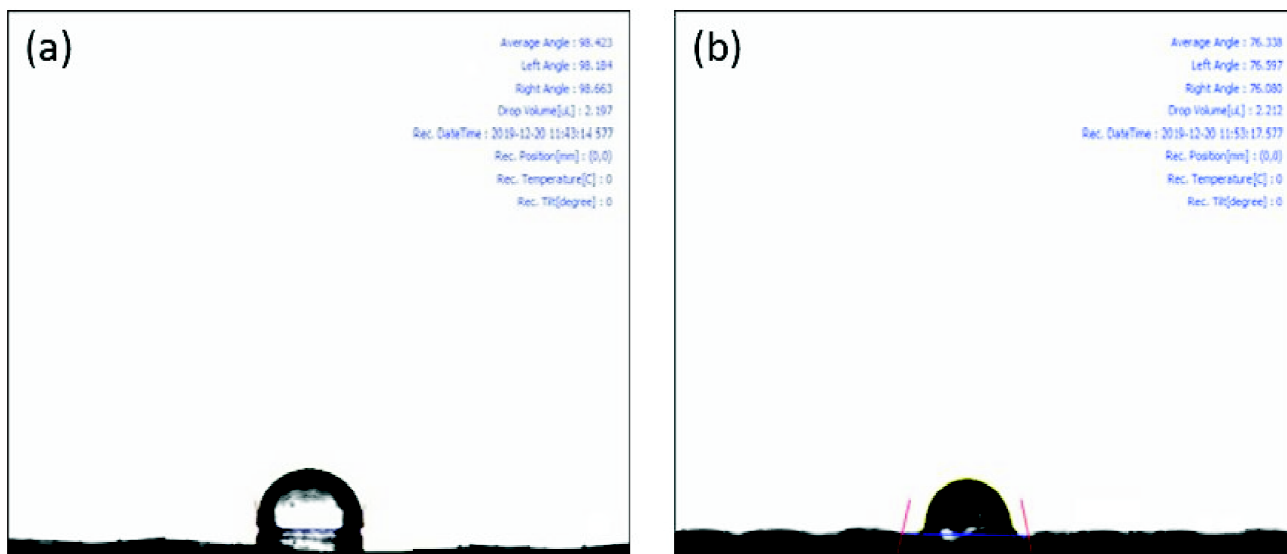 (a)
Average Angle : 98.423
Left Angle : 98.184
Right Angle : 98.663
Drop Volume[uL] : 2.197
Rec. DateTime : 2019-12-20 11:43:14 577
Rec. Position[mm] : (0,0)
Rec. Temperature[C] : 0
Rec. Tilt[degree] : 0
(b)
Average Angle : 76.338
Left Angle : 76.597
Right Angle : 76.080
Drop Volume[uL] : 2.212
Rec. DateTime : 2019-12-20 11:53:17.577
Rec. Position[mm] : (0,0)
Rec. Temperature[C] : 0
Rec. Tilt[degree] : 0